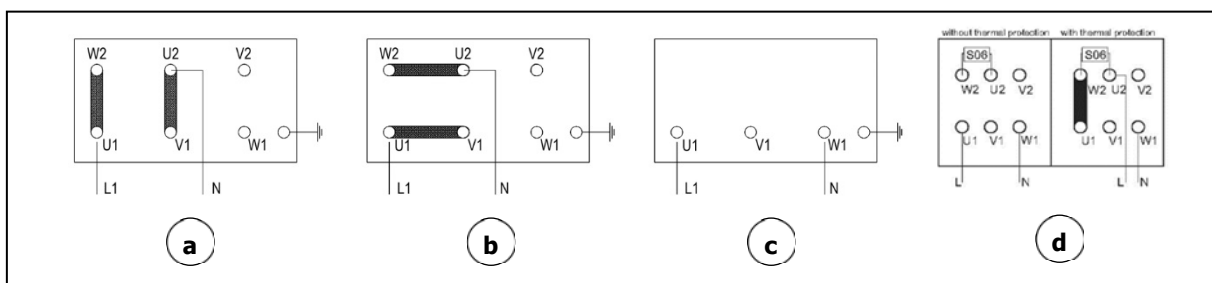 without thermal protection with thermal protection
W2 U2 V2 W2 U2 V2 S06 S06
W2 U2 V2 W2 U2 V2
U1 V1 W1 U1 V1 W1 U1 V1 W1 U1 V1 W1 U1 V1 W1
L1 N L1 N L1 N L N L N
a b c d